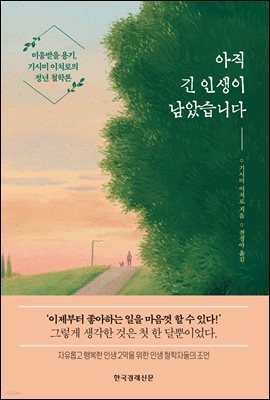 미움받을 용기,
기시미 이치로의
정년 철학론
아직
긴 인생이
남았습니다
기시미 이치로 지음
전경아 옮김
‘이제부터 좋아하는 일을 마음껏 할 수 있다!’
그렇게 생각한 것은 첫 한 달뿐이었다.
자유롭고 행복한 인생 2막을 위한 인생 철학자들의 조언
한국경제신문